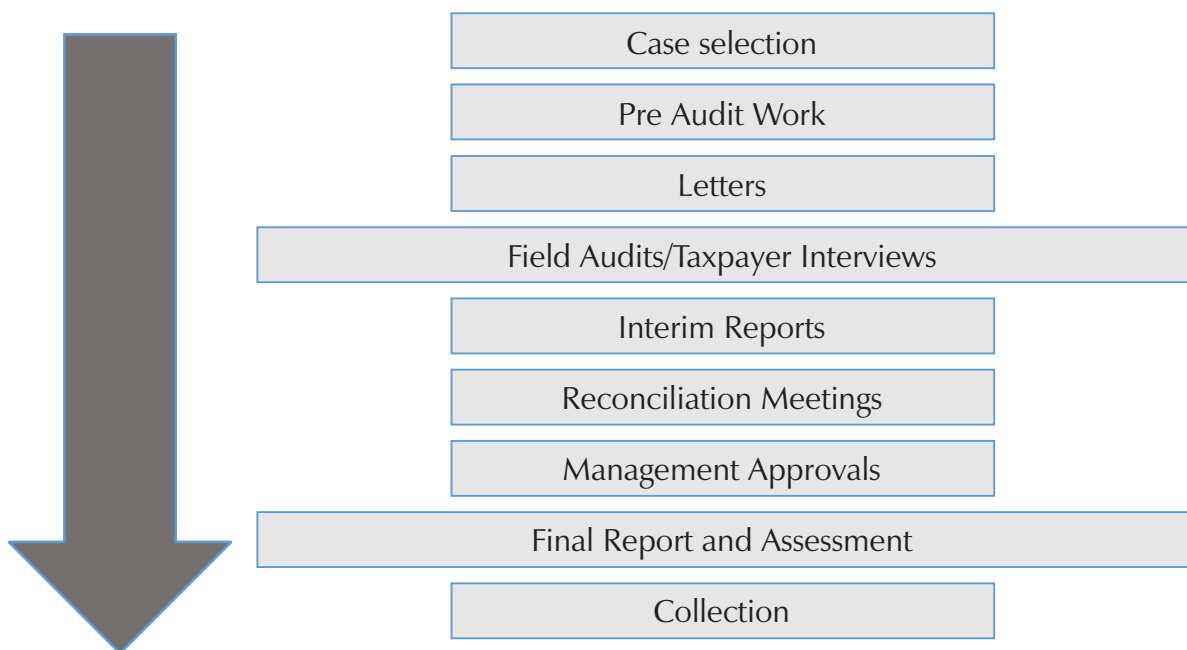 Case selection
Pre Audit Work
Letters
Field Audits/Taxpayer Interviews
Interim Reports
Reconciliation Meetings
Management Approvals
Final Report and Assessment
Collection